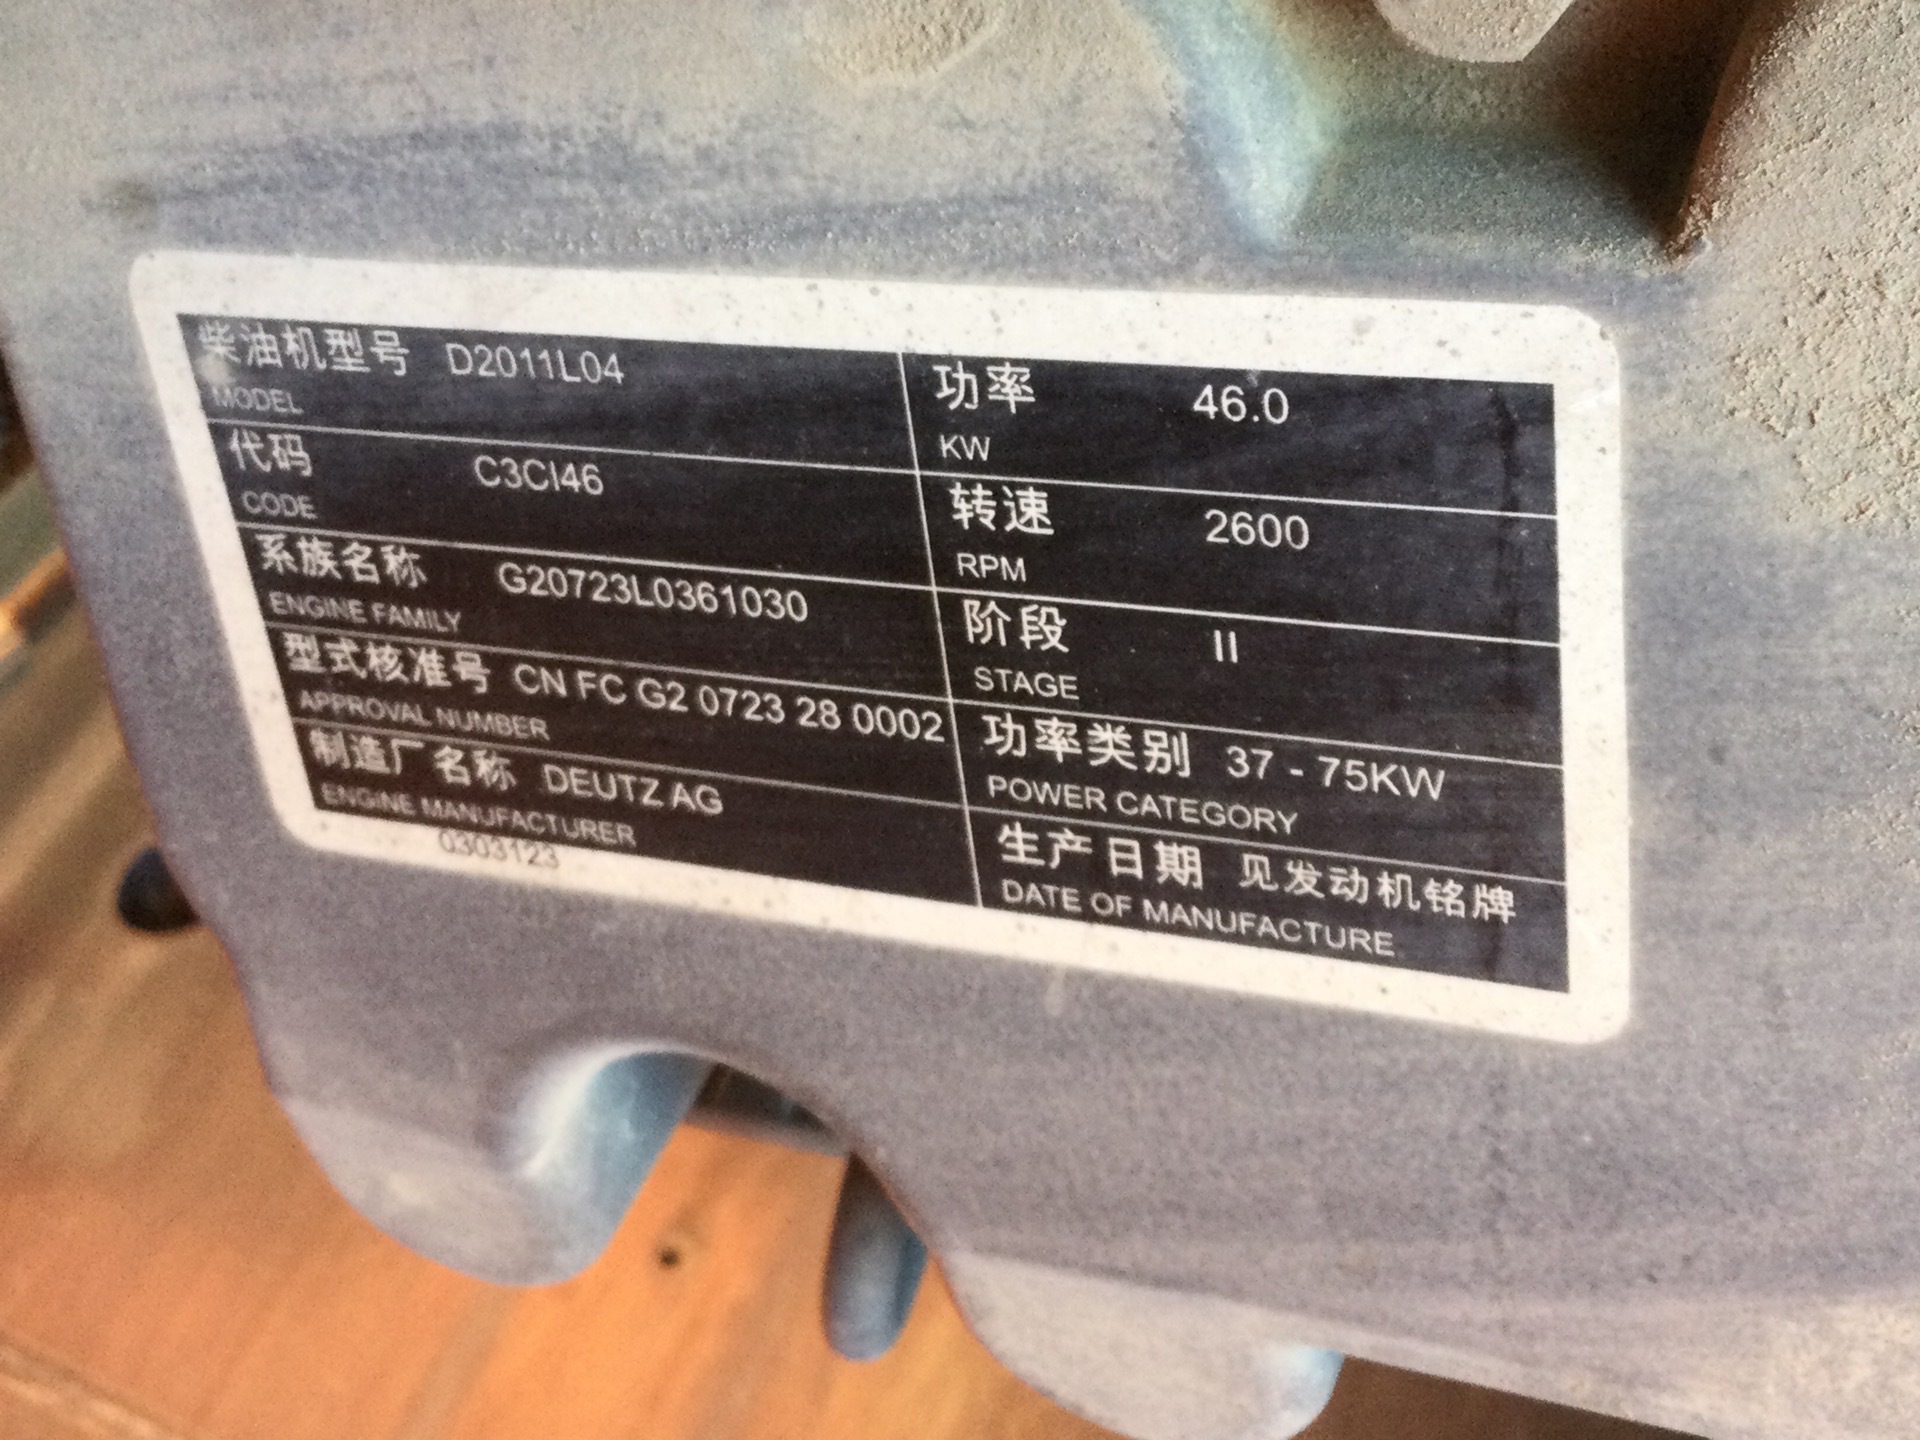 柴油机型号 D2011L04
MODEL
代码 C3CI46
CODE
系族名称 G20723L0361030
ENGINE FAMILY
型式核准号 CN FC G2 0723 28 0002
APPROVAL NUMBER
制造厂名称 DEUTZ AG
ENGINE MANUFACTURER
0303123
功率 46.0
KW
转速 2600
RPM
阶段 II
STAGE
功率类别 37 - 75KW
POWER CATEGORY
生产日期 见发动机铭牌
DATE OF MANUFACTURE